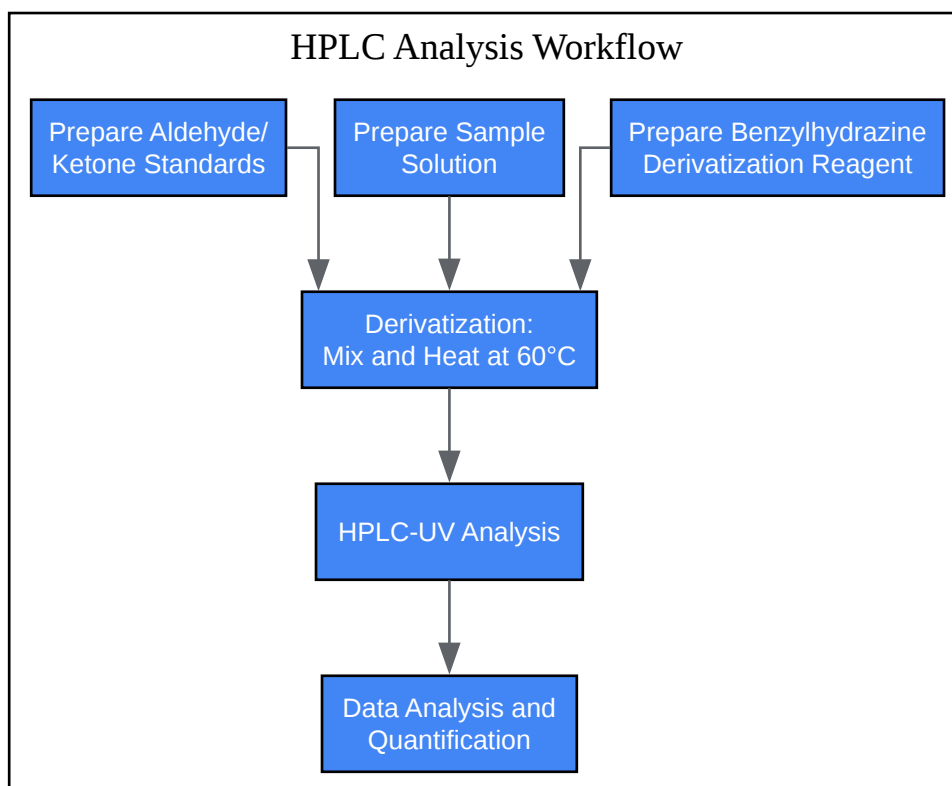 HPLC Analysis Workflow
Prepare Aldehyde/
Ketone Standards
Prepare Sample
Solution
Prepare Benzylhydrazine
Derivatization Reagent
Derivatization:
Mix and Heat at 60°C
HPLC-UV Analysis
Data Analysis and
Quantification